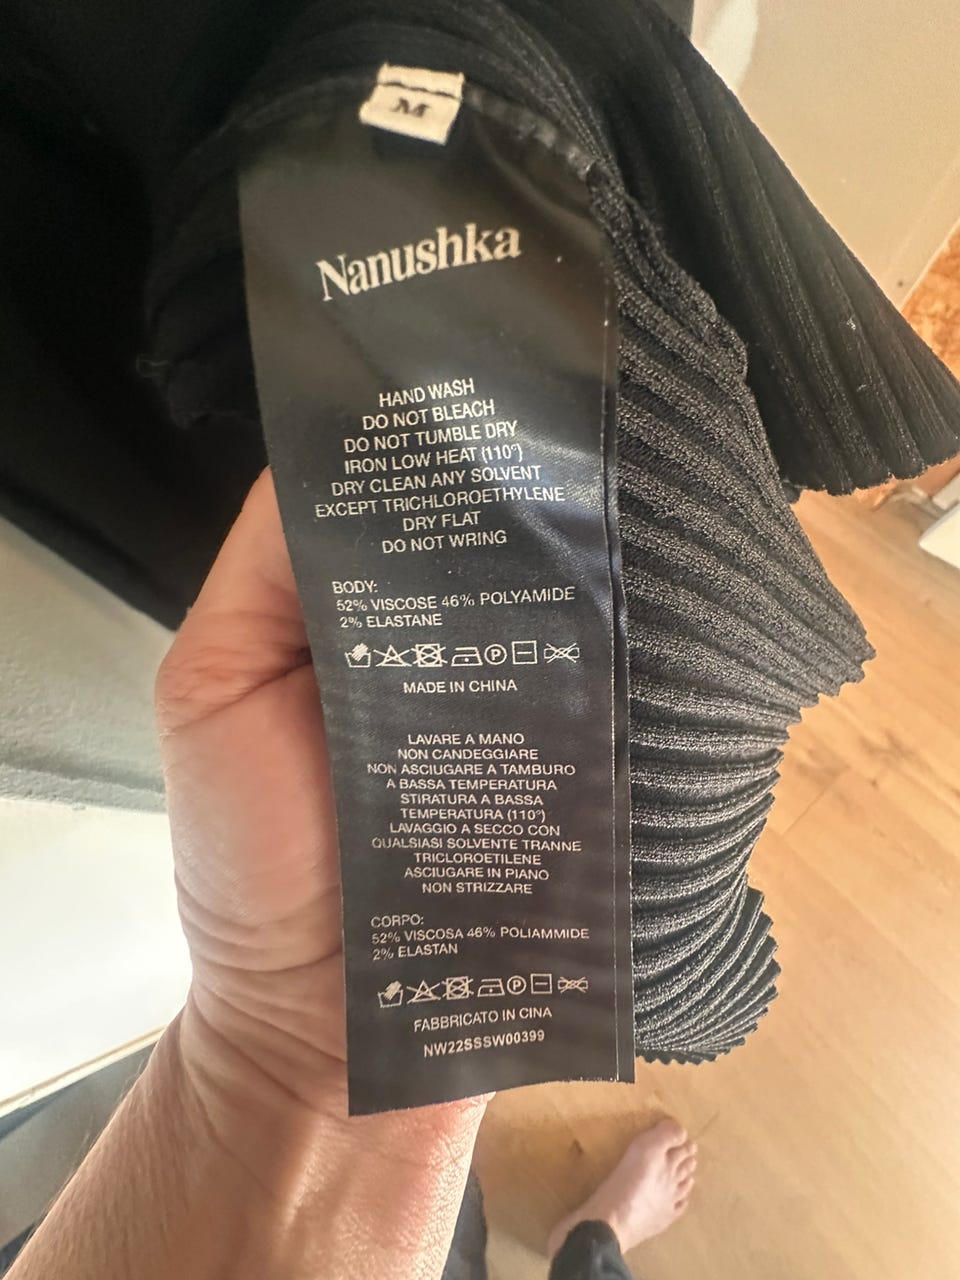 M
Nanushka
HAND WASH
DO NOT BLEACH
DO NOT TUMBLE DRY
IRON LOW HEAT (110°)
DRY CLEAN ANY SOLVENT
EXCEPT TRICHLOROETHYLENE
DRY FLAT
DO NOT WRING
BODY:
52% VISCOSE 46% POLYAMIDE
2% ELASTANE
P
MADE IN CHINA
LAVARE A MANO
NON CANDEGGIARE
NON ASCIUGARE A TAMBURO
A BASSA TEMPERATURA
STIRATURA A BASSA
TEMPERATURA (110°)
LAVAGGIO A SECCO CON
QUALSIASI SOLVENTE TRANNE
TRICLOROETILENE
ASCIUGARE IN PIANO
NON STRIZZARE
CORPO:
52% VISCOSA 46% POLIAMMIDE
2% ELASTAN
P
FABBRICATO IN CINA
NW22SSSW00399